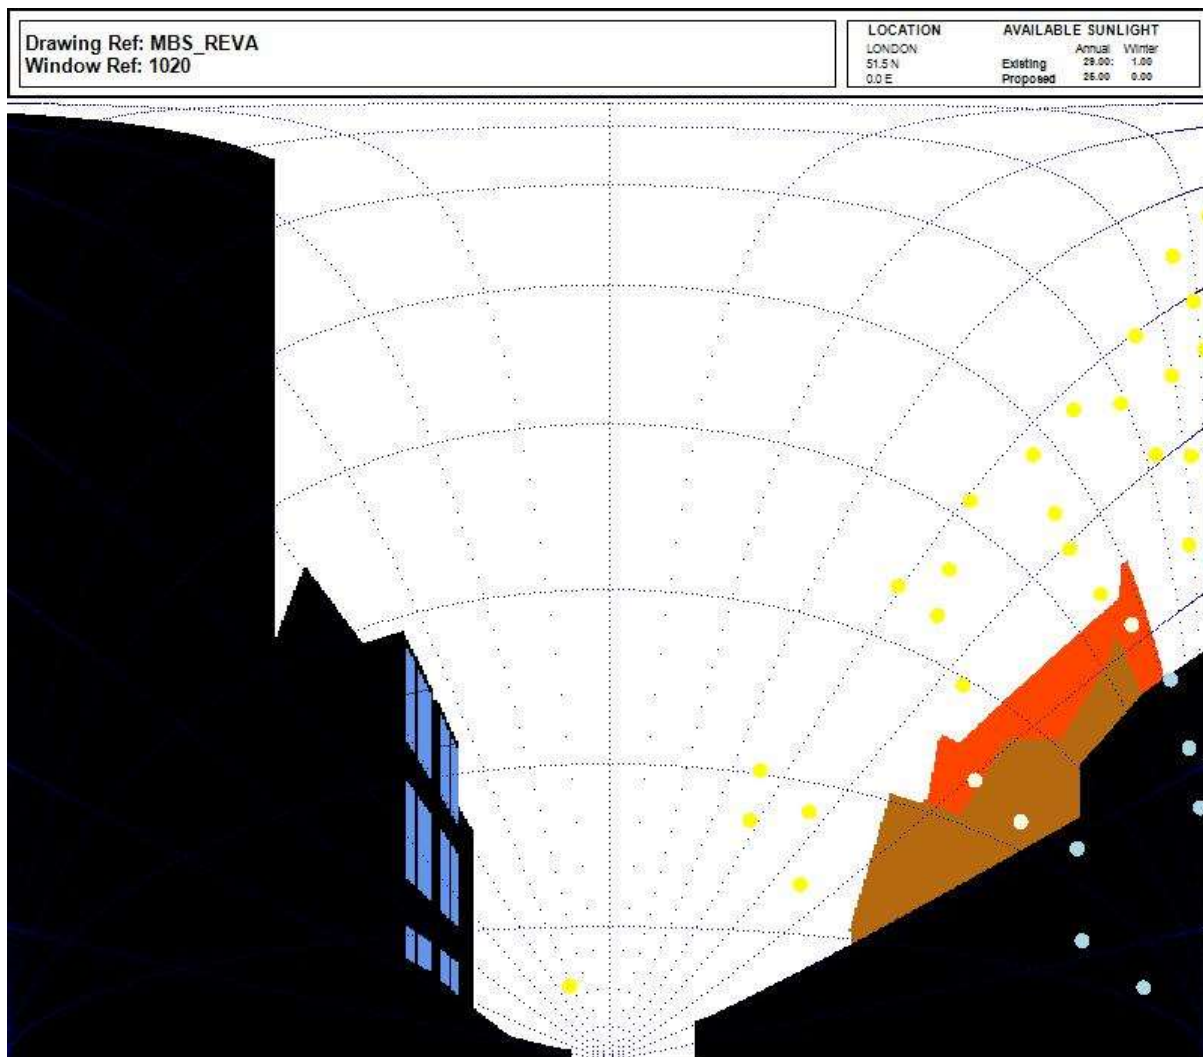 Drawing Ref: MBS_REVA
Window Ref: 1020
LOCATION
LONDON
51.5 N
0.0 E
AVAILABLE SUNLIGHT
Annual Winter
Existing 29.00: 1.00
Proposed 26.00 0.00